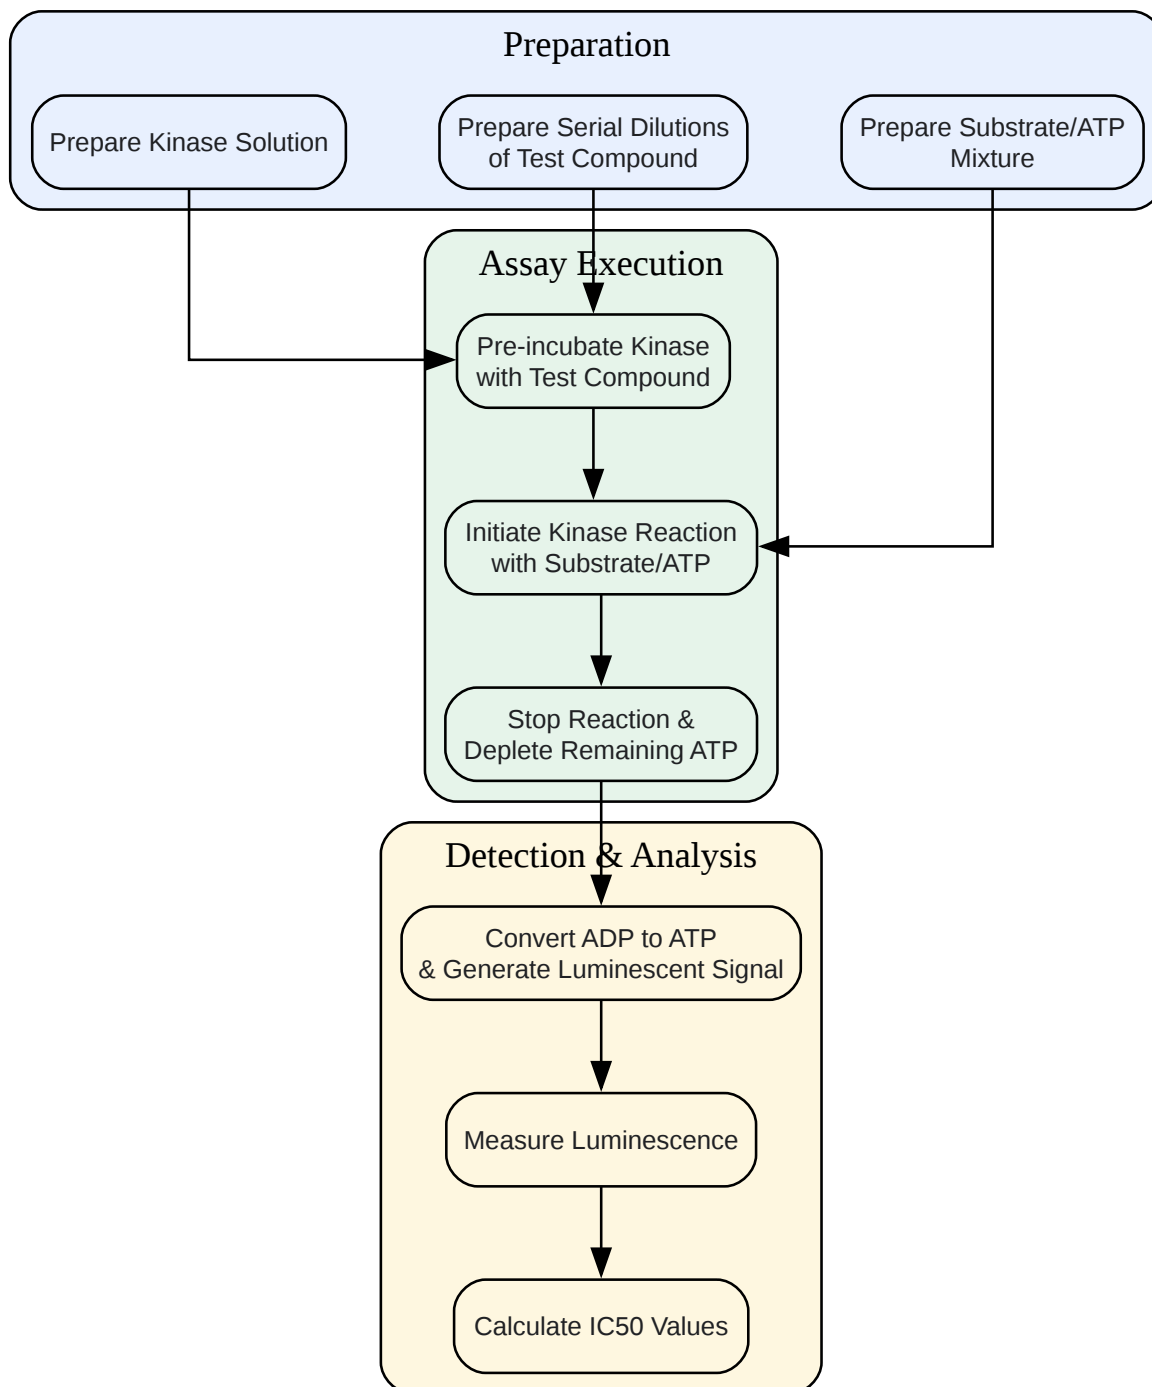 Preparation
Prepare Kinase Solution
Prepare Serial Dilutions
of Test Compound
Prepare Substrate/ATP
Mixture
Assay Execution
Pre-incubate Kinase
with Test Compound
Initiate Kinase Reaction
with Substrate/ATP
Stop Reaction &
Deplete Remaining ATP
Detection & Analysis
Convert ADP to ATP
& Generate Luminescent Signal
Measure Luminescence
Calculate IC50 Values